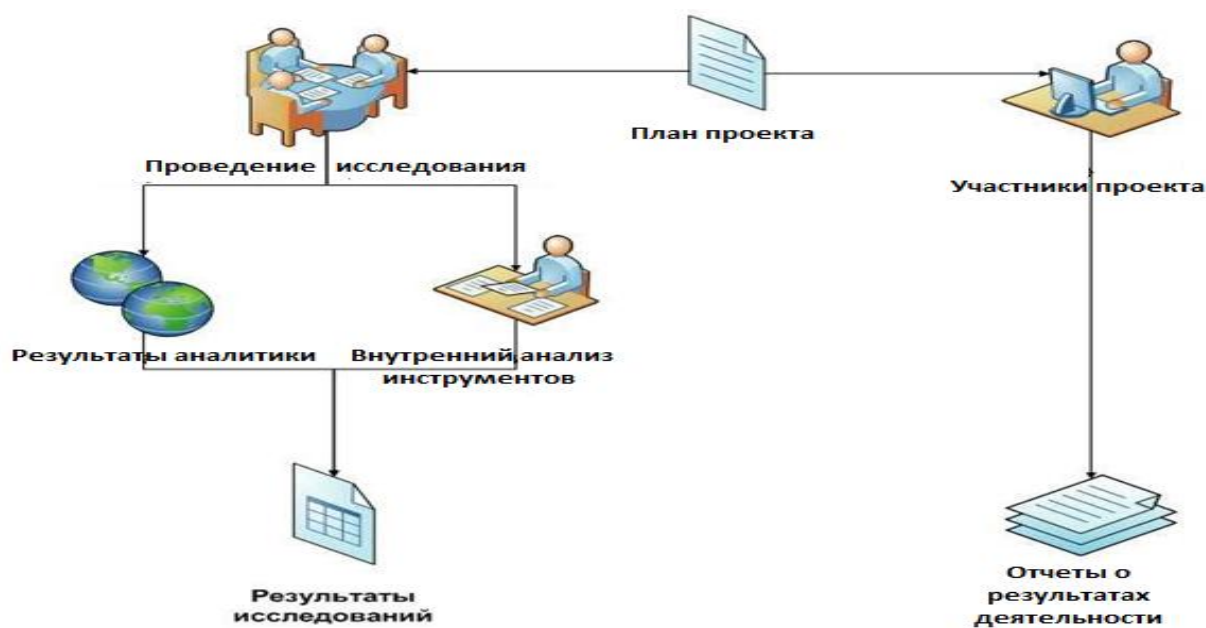 План проекта
Проведение исследования
Участники проекта
Результаты аналитики
Внутренний анализ
инструментов
Результаты
исследований
Отчеты о
результатах
деятельности